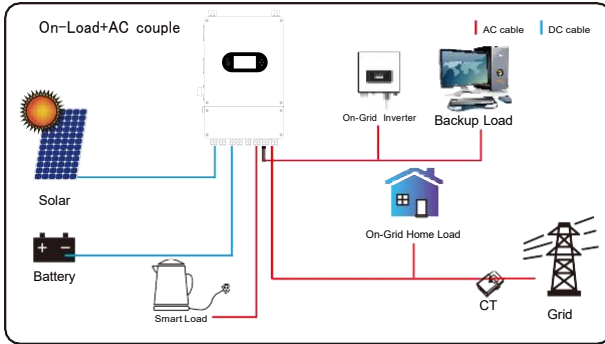 On-Load+AC couple
AC cable
DC cable
On-Grid Inverter
Backup Load
Solar
On-Grid Home Load
Battery
Smart Load
CT
Grid